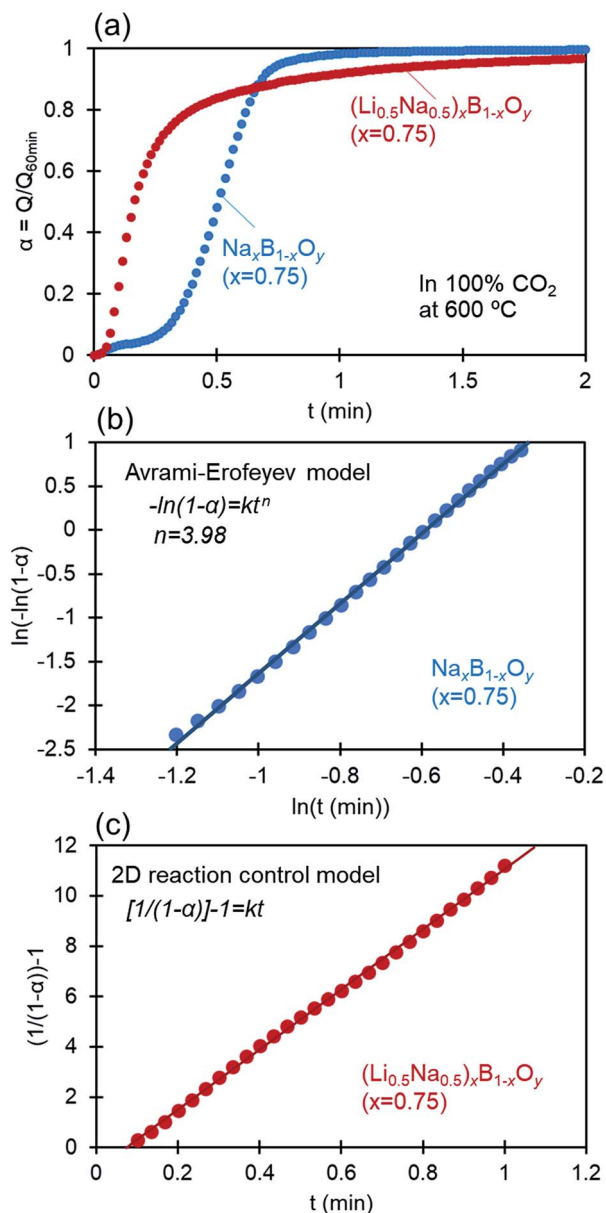 (a)
1
0.8
0.6
0.4
0.2
0
α = Q/Q60min
(Li0.5Na0.5)xB1-xOy
(x=0.75)
NaxB1-xOy
(x=0.75)
In 100% CO2
at 600 ºC
0
0.5
1
1.5
2
t (min)
(b)
1
0.5
0
-0.5
-1
-1.5
-2
-2.5
ln(-ln(1-α)
Avrami-Erofeyev model
-ln(1-α)=ktⁿ
n=3.98
NaxB1-xOy
(x=0.75)
-1.4
-1.2
-1
-0.8
-0.6
-0.4
-0.2
ln(t (min))
(c)
12
10
8
6
4
2
0
(1/(1-α))-1
2D reaction control model
[1/(1-α)]-1=kt
(Li0.5Na0.5)xB1-xOy
(x=0.75)
0
0.2
0.4
0.6
0.8
1
1.2
t (min)